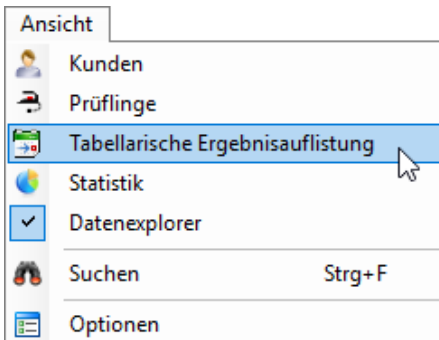 Ansicht
Kunden
Prüflinge
Tabellarische Ergebnisauflistung
Statistik
Datenexplorer
Suchen Strg+F
Optionen